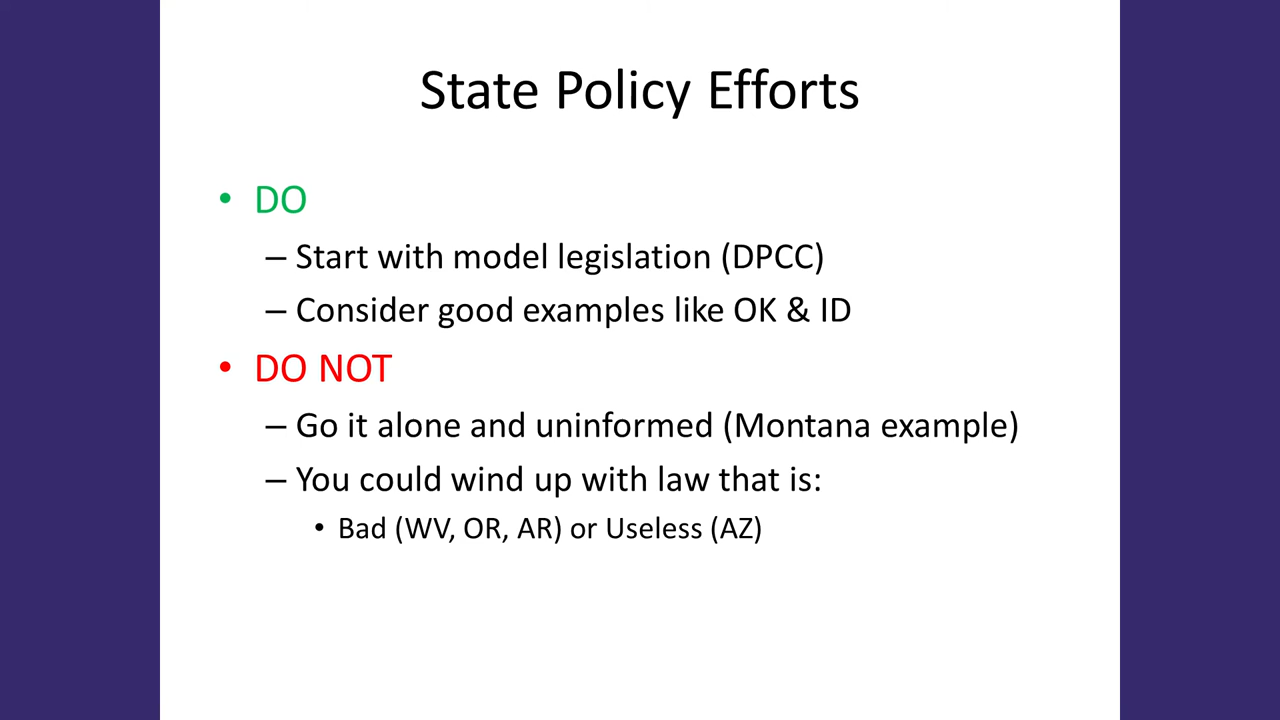 State Policy Efforts
• DO
– Start with model legislation (DPCC)
– Consider good examples like OK & ID
• DO NOT
– Go it alone and uninformed (Montana example)
– You could wind up with law that is:
• Bad (WV, OR, AR) or Useless (AZ)